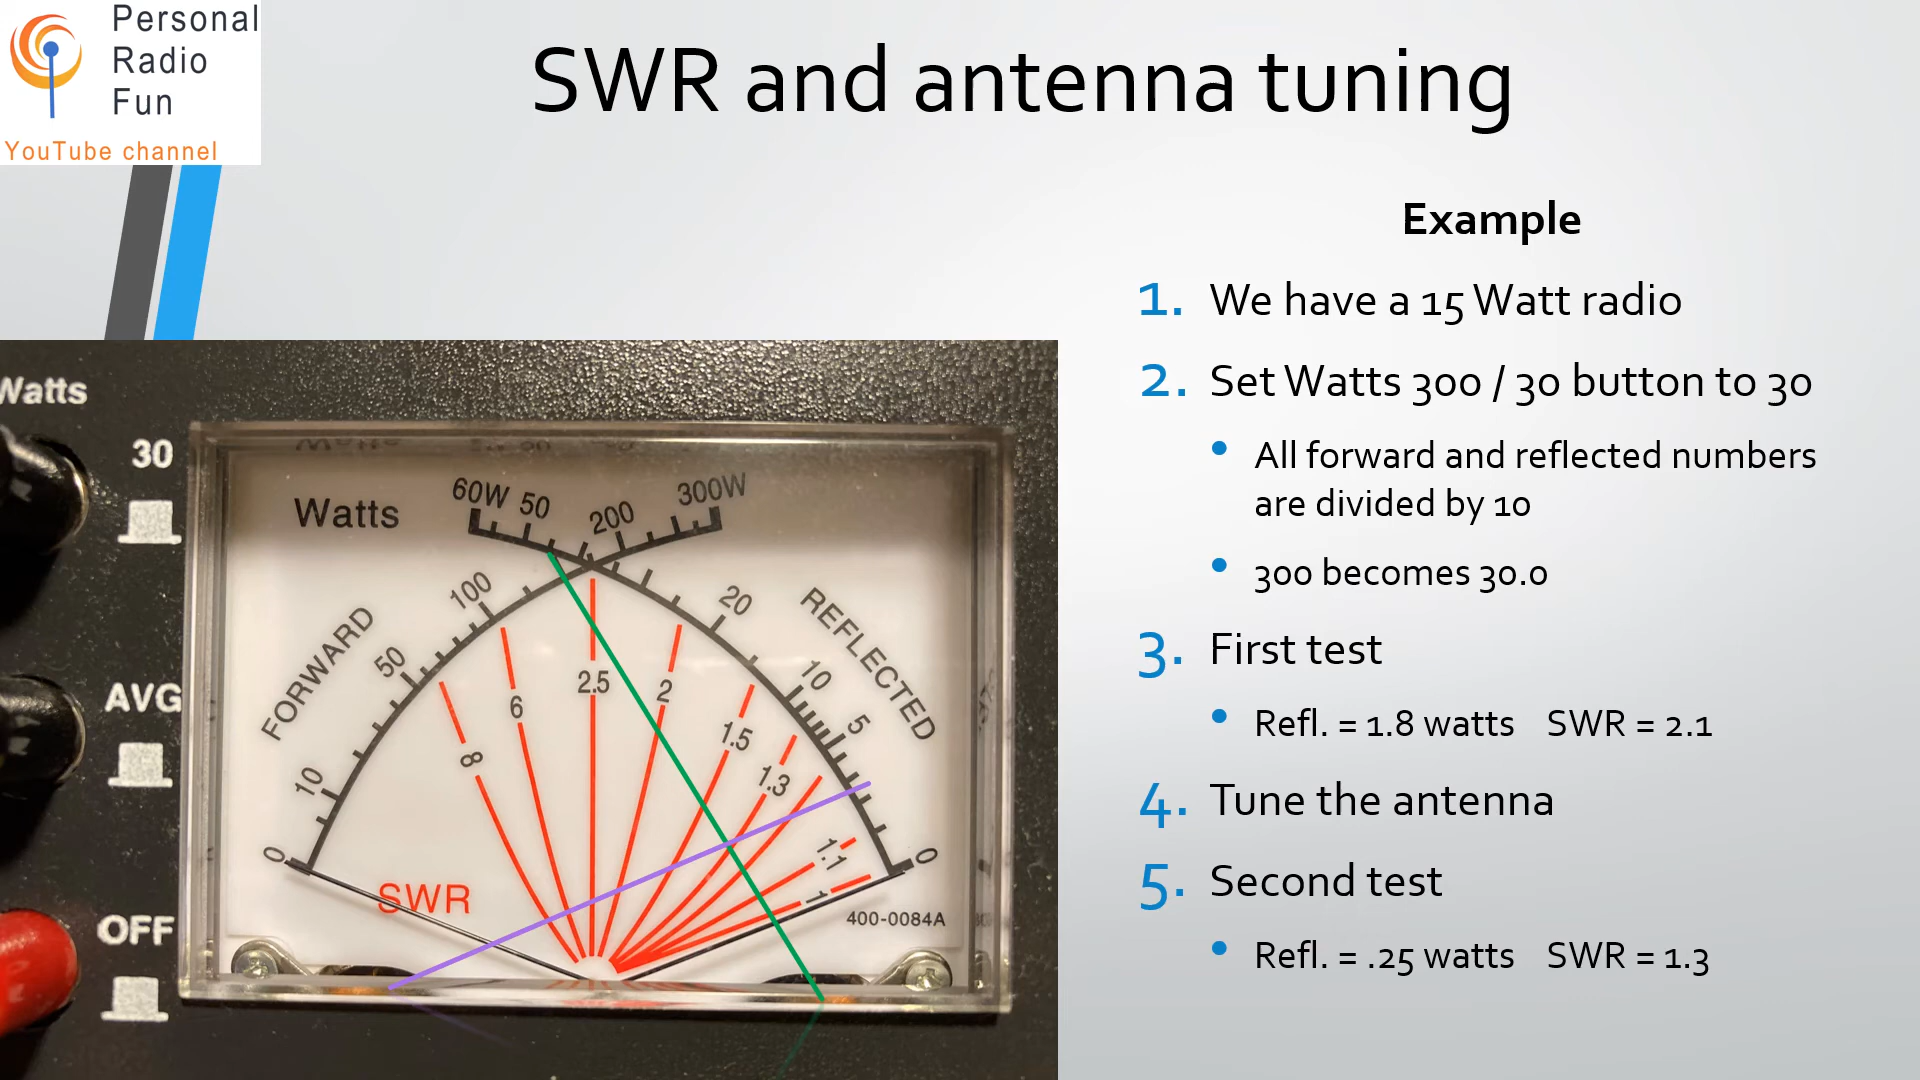 Personal
Radio
Fun
YouTube channel
SWR and antenna tuning
Example
1. We have a 15 Watt radio
2. Set Watts 300 / 30 button to 30
• All forward and reflected numbers
are divided by 10
• 300 becomes 30.0
3. First test
• Refl. = 1.8 watts SWR = 2.1
4. Tune the antenna
5. Second test
• Refl. = .25 watts SWR = 1.3
Watts
30
AVG
OFF
Watts
60W 50 200 300W
FORWARD
0 10 50 100
REFLECTED
20 10 5 0
SWR
8 6 2.5 2 1.5 1.3 1.1 1
400-0084A